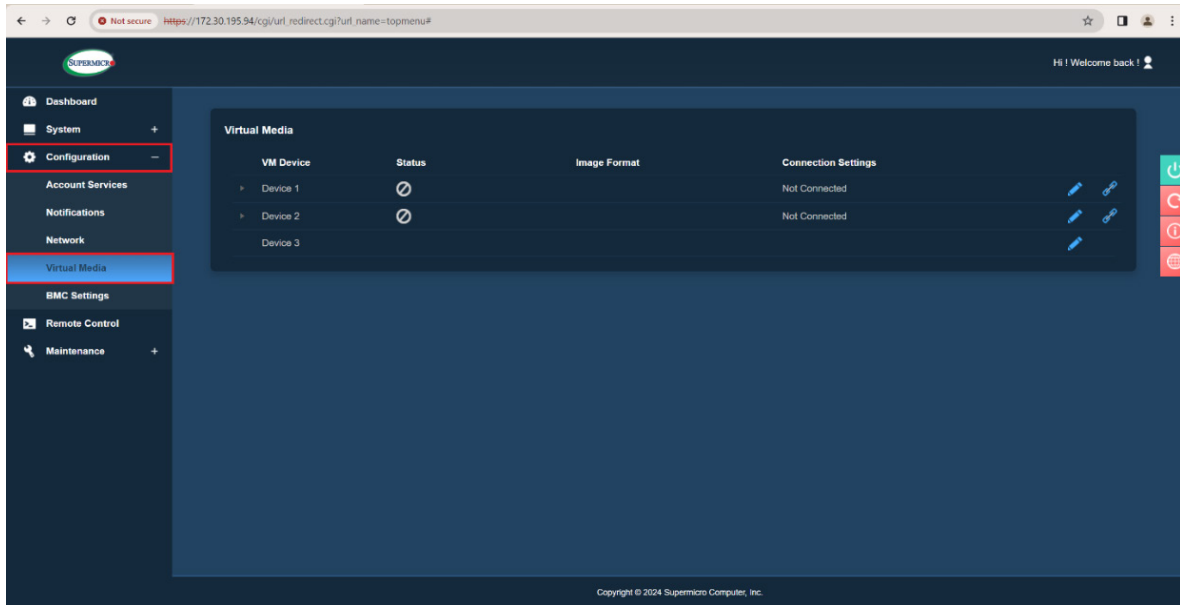 Not secure https://172.30.195.94/cgi/url_redirect.cgi?url_name=topmenu#
SUPERMICRO
Hi ! Welcome back !
Dashboard
System +
Configuration −
Account Services
Notifications
Network
Virtual Media
BMC Settings
Remote Control
Maintenance +
Virtual Media
VM Device Status Image Format Connection Settings
Device 1 Not Connected
Device 2 Not Connected
Device 3
Copyright © 2024 Supermicro Computer, Inc.